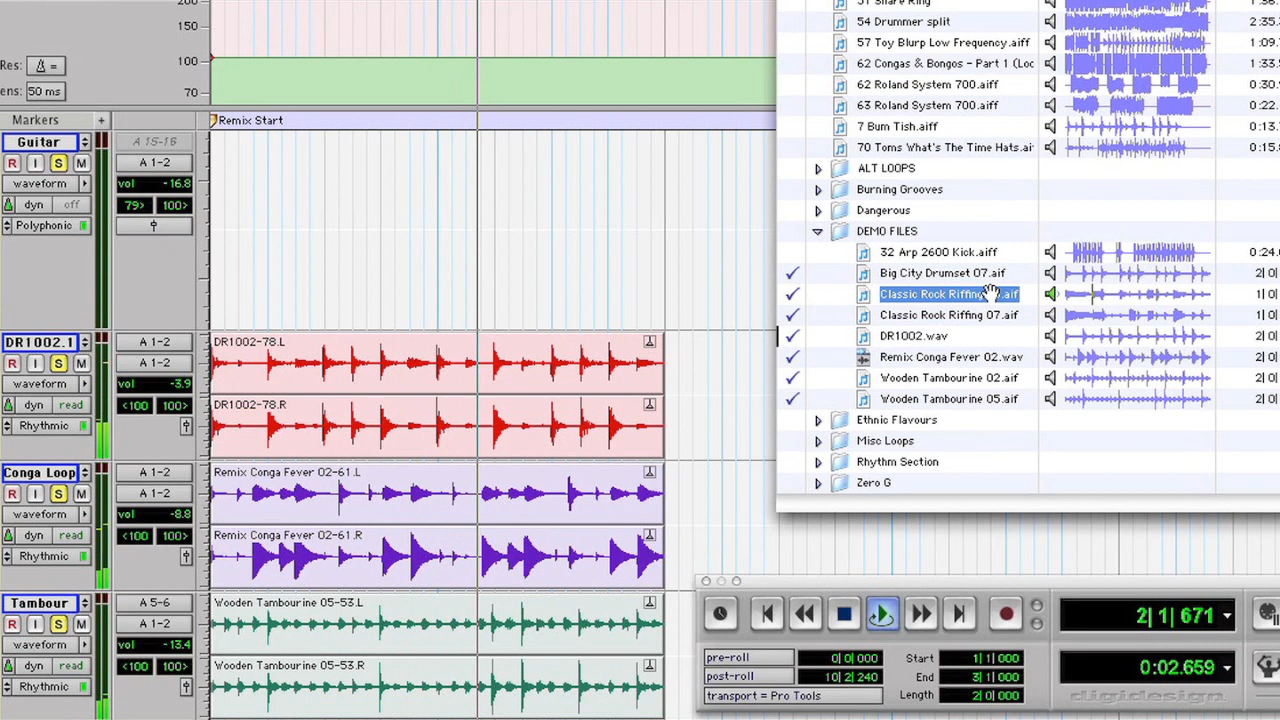 200
150
Res:
=
100
ens:
50 ms
70
Markers
+
Remix Start
Guitar
A 15-16
R I S M
A 1-2
waveform
vol -16.8
dyn off
79> 100>
Polyphonic
DR1002.1
A 1-2
R I S M
A 1-2
waveform
vol -3.9
dyn read
<100 100>
Rhythmic
DR1002-78.L
DR1002-78.R
Conga Loop
A 1-2
R I S M
A 1-2
waveform
vol -8.8
dyn read
<100 100>
Rhythmic
Remix Conga Fever 02-61.L
Remix Conga Fever 02-61.R
Tambour
A 5-6
R I S M
A 1-2
waveform
vol -13.4
dyn read
<100 100>
Rhythmic
Wooden Tambourine 05-53.L
Wooden Tambourine 05-53.R
51 Snare Ring 1:36.
54 Drummer split 2:35.
57 Toy Blurp Low Frequency.aiff 1:09.
62 Congas & Bongos - Part 1 (Loc 1:33.
62 Roland System 700.aiff 0:30.
63 Roland System 700.aiff 0:22.
7 Bum Tish.aiff 0:13.
70 Toms What's The Time Hats.aif 0:15.
ALT LOOPS
Burning Grooves
Dangerous
DEMO FILES
32 Arp 2600 Kick.aiff 0:24.
Big City Drumset 07.aif 2| 0|
Classic Rock Riffing .aif 1| 0|
Classic Rock Riffing 07.aif 1| 0|
DR1002.wav 2| 0|
Remix Conga Fever 02.wav 2| 0|
Wooden Tambourine 02.aif 2| 0|
Wooden Tambourine 05.aif 2| 0|
Ethnic Flavours
Misc Loops
Rhythm Section
Zero G
2| 1| 671
0:02.659
pre-roll 0| 0| 000
post-roll 10| 2| 240
transport = Pro Tools
Start 1| 1| 000
End 3| 1| 000
Length 2| 0| 000
digidesign